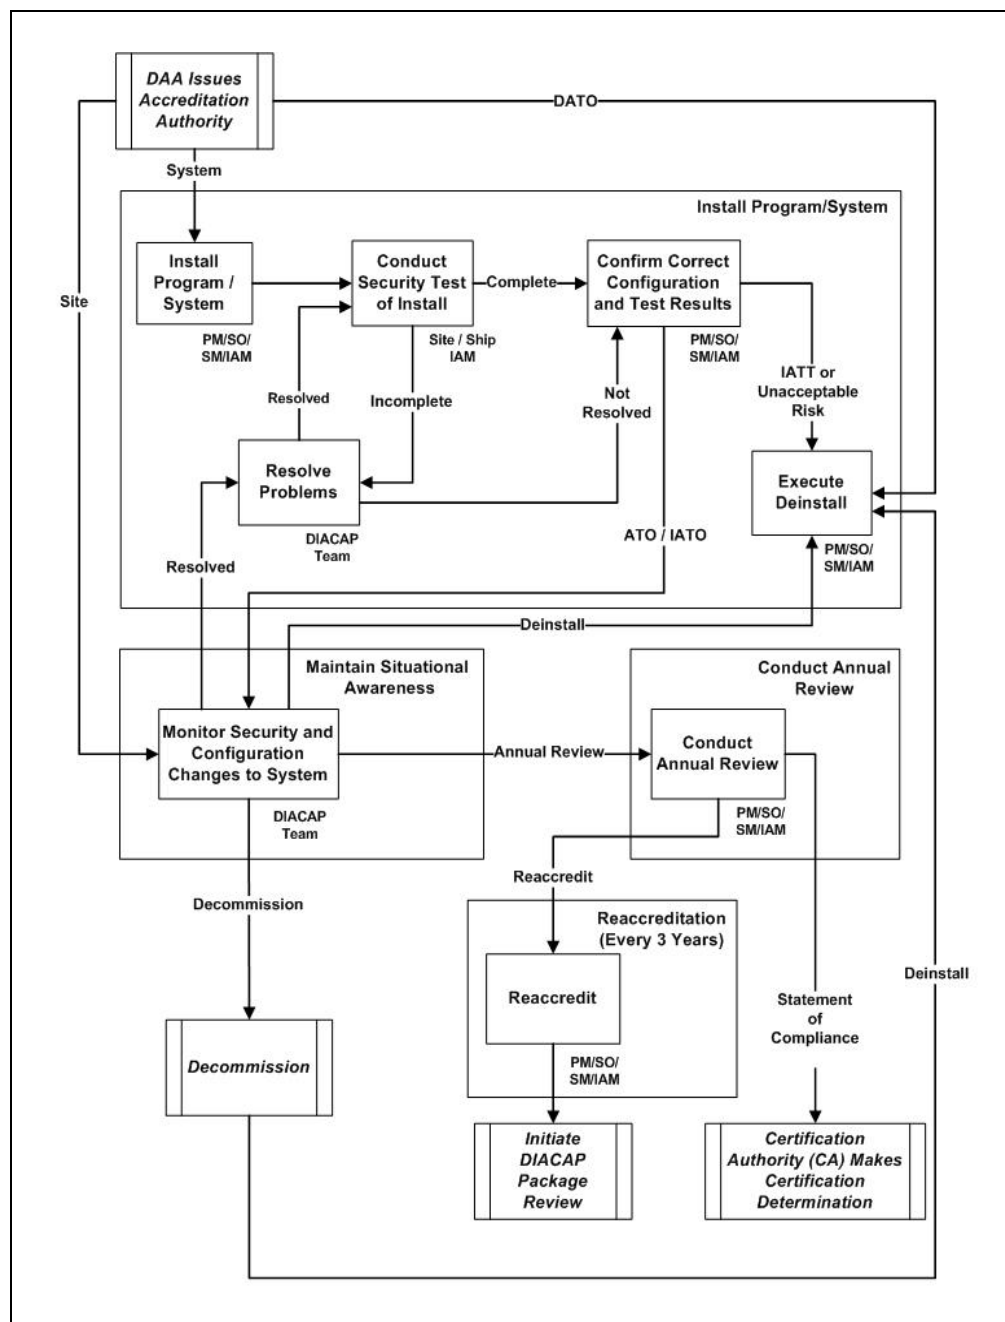 DAA Issues
Accreditation
Authority
DATO
System
Install Program/System
Install
Program /
System
Conduct
Security Test
of Install
Complete
Confirm Correct
Configuration
and Test Results
Site
PM/SO/
SM/IAM
Site / Ship
IAM
PM/SO/
SM/IAM
IATT or
Unacceptable
Risk
Resolved
Incomplete
Not
Resolved
Resolve
Problems
Execute
Deinstall
DIACAP
Team
ATO / IATO
PM/SO/
SM/IAM
Resolved
Deinstall
Maintain Situational
Awareness
Conduct Annual
Review
Monitor Security and
Configuration
Changes to System
Annual Review
Conduct
Annual Review
DIACAP
Team
PM/SO/
SM/IAM
Reaccredit
Decommission
Reaccreditation
(Every 3 Years)
Deinstall
Reaccredit
Statement
of
Compliance
Decommission
PM/SO/
SM/IAM
Initiate
DIACAP
Package
Review
Certification
Authority (CA) Makes
Certification
Determination